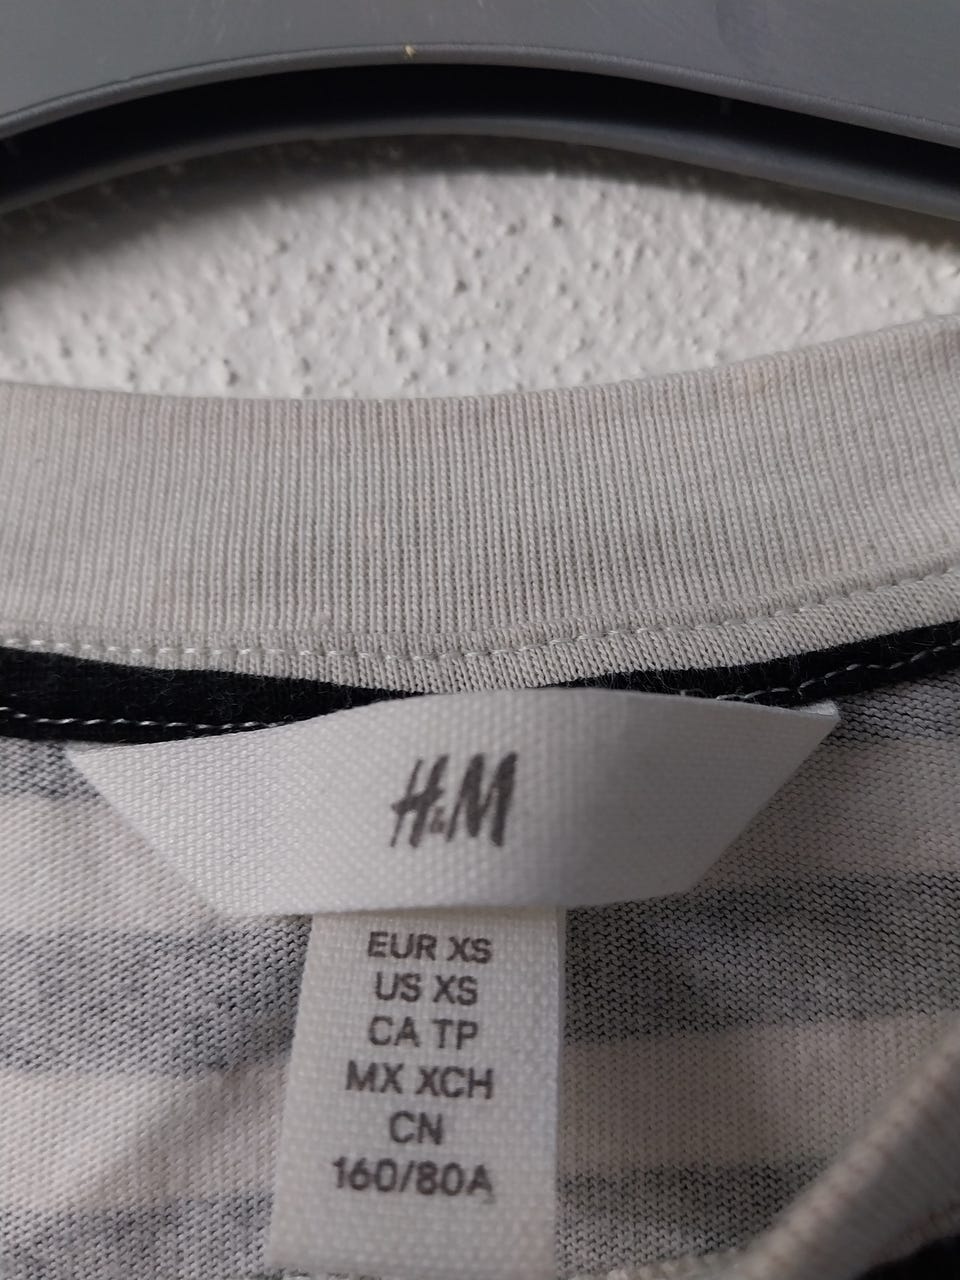 H&M
EUR XS
US XS
CA TP
MX XCH
CN
160/80A